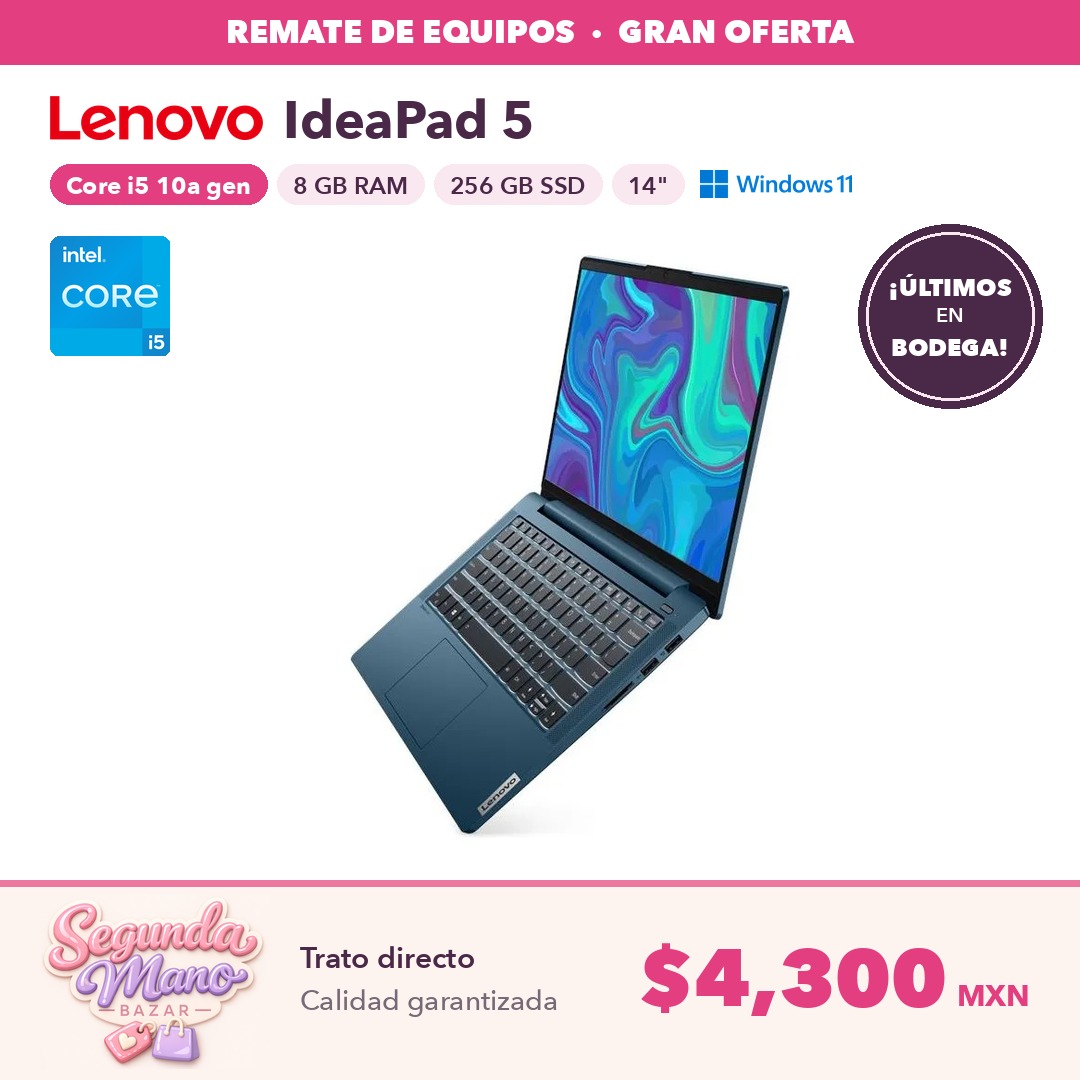 REMATE DE EQUIPOS • GRAN OFERTA
Lenovo IdeaPad 5
Core i5 10a gen 8 GB RAM 256 GB SSD 14" Windows 11
intel.
CORE
i5
¡ÚLTIMOS
EN
BODEGA!
Lenovo
Segunda
Mano
BAZAR
Trato directo
Calidad garantizada
$4,300 MXN